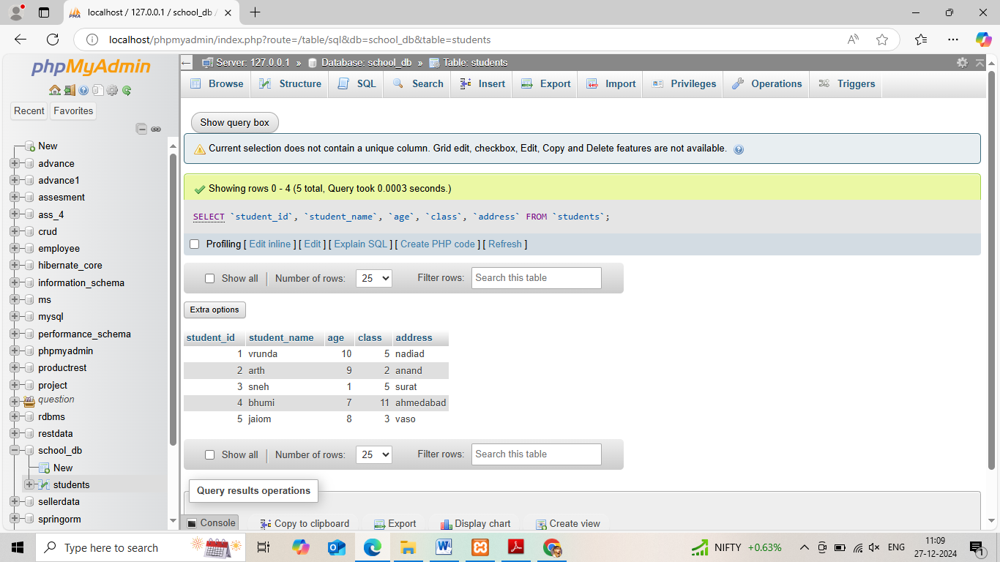 localhost / 127.0.0.1 / school_db /
localhost/phpmyadmin/index.php?route=/table/sql&db=school_db&table=students
phpMyAdmin
Recent Favorites
New
advance
advance1
assesment
ass_4
crud
employee
hibernate_core
information_schema
ms
mysql
performance_schema
phpmyadmin
productrest
project
question
rdbms
restdata
school_db
New
students
sellerdata
springorm
Server: 127.0.0.1 » Database: school_db » Table: students
Browse Structure SQL Search Insert Export Import Privileges Operations Triggers
Show query box
Current selection does not contain a unique column. Grid edit, checkbox, Edit, Copy and Delete features are not available.
Showing rows 0 - 4 (5 total, Query took 0.0003 seconds.)
SELECT `student_id`, `student_name`, `age`, `class`, `address` FROM `students`;
Profiling [ Edit inline ] [ Edit ] [ Explain SQL ] [ Create PHP code ] [ Refresh ]
Show all | Number of rows: 25 Filter rows: Search this table
Extra options
student_id student_name age class address
1 vrunda 10 5 nadiad
2 arth 9 2 anand
3 sneh 1 5 surat
4 bhumi 7 11 ahmedabad
5 jaiom 8 3 vaso
Show all | Number of rows: 25 Filter rows: Search this table
Query results operations
Console Copy to clipboard Export Display chart Create view
Type here to search
NIFTY +0.63%
ENG
11:09
27-12-2024
1